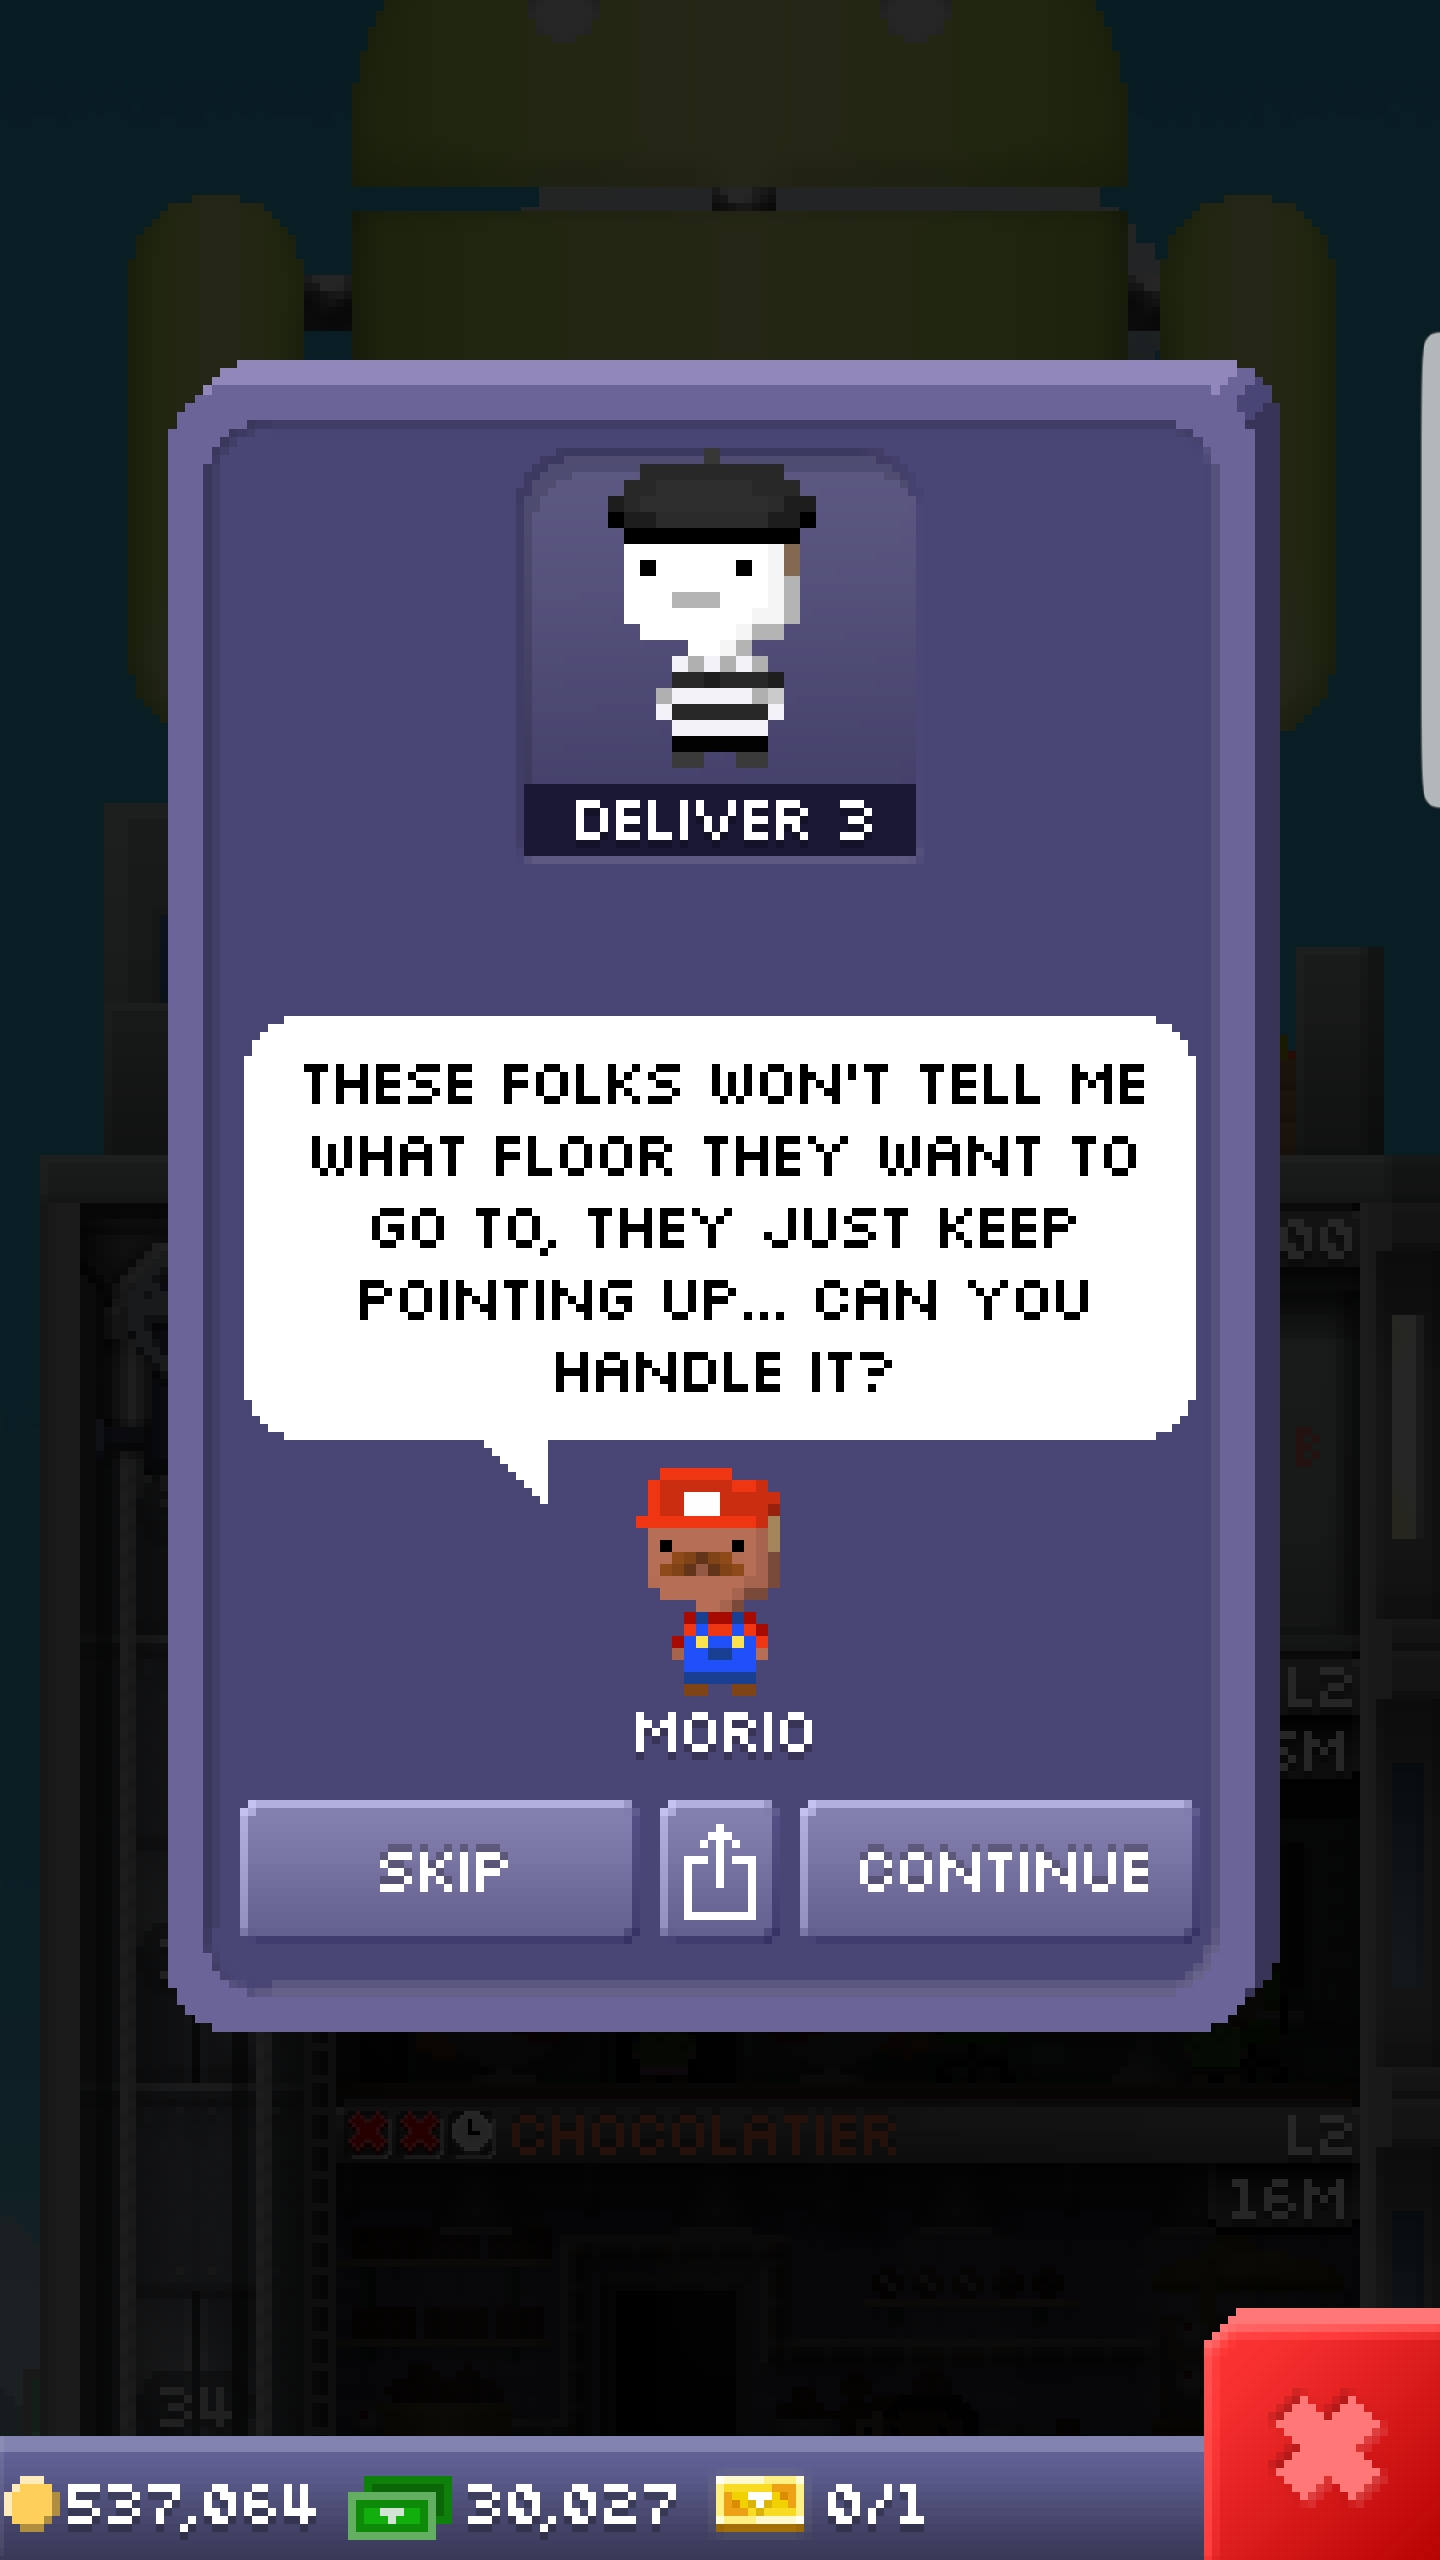 DELIVER 3
THESE FOLKS WON'T TELL ME
WHAT FLOOR THEY WANT TO
GO TO, THEY JUST KEEP
POINTING UP... CAN YOU
HANDLE IT?
MORIO
SKIP
CONTINUE
00
B
L2
CHOCOLATIER
L2
16M
34
537,064
30,027
0/1